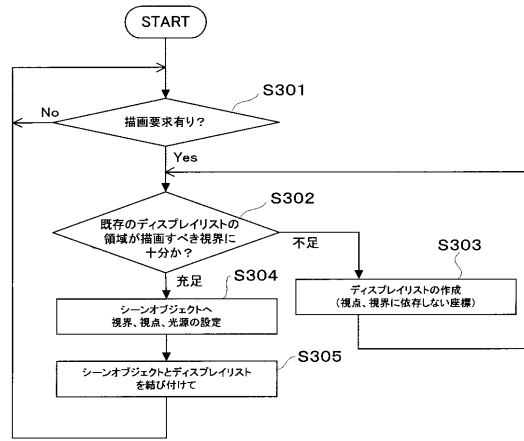 START
S301
No
描画要求有り？
Yes
S302
既存のディスプレイリストの
領域が描画すべき視界に
十分か？
不足
S303
充足
S304
ディスプレイリストの作成
（視点、視界に依存しない座標）
シーンオブジェクトへ
視界、視点、光源の設定
S305
シーンオブジェクトとディスプレイリスト
を結び付けて